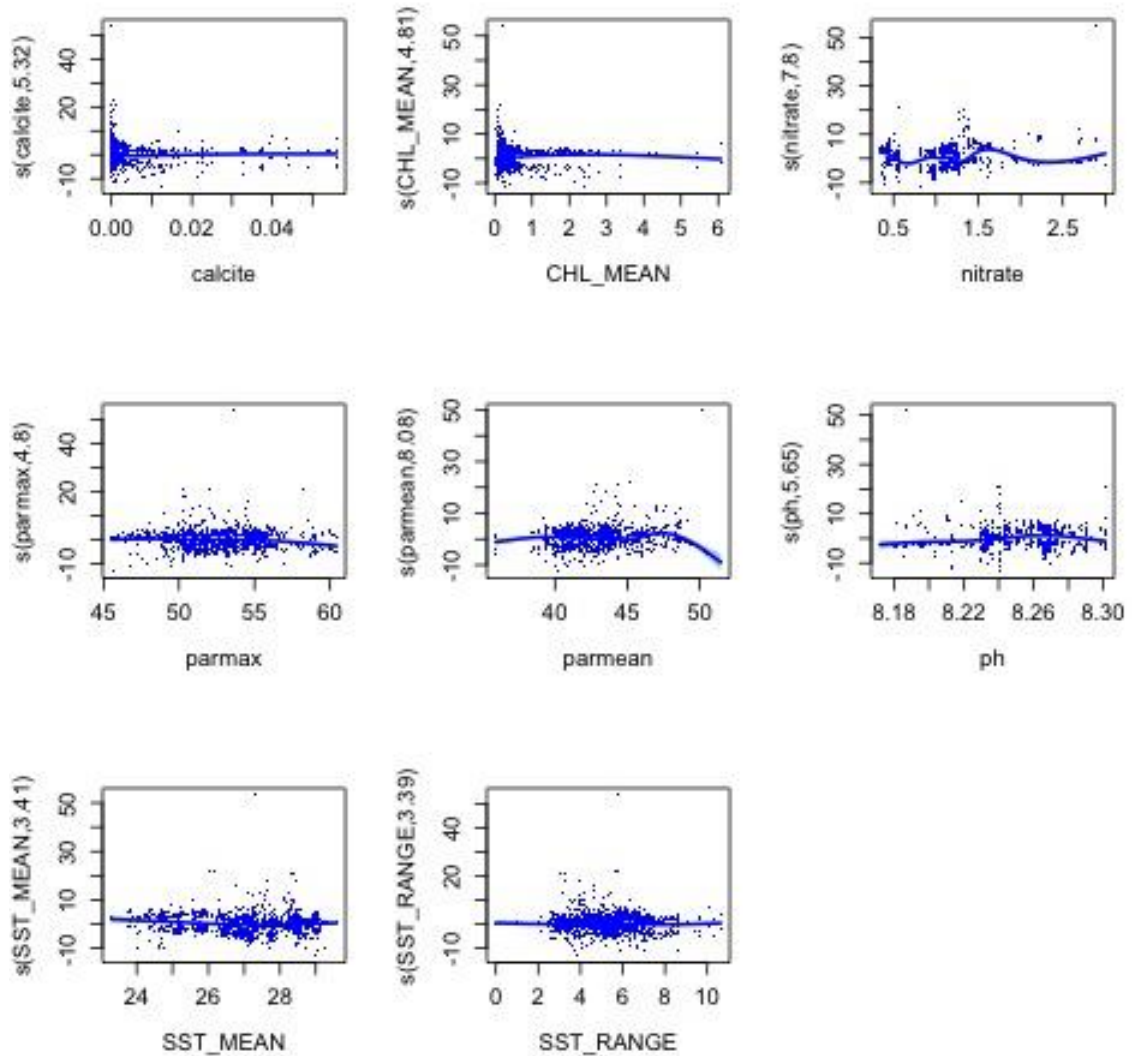 s(calcite,5.32)
-10 20 40
0.00 0.02 0.04
calcite
s(CHL_MEAN,4.81)
-10 10 30 50
0 1 2 3 4 5 6
CHL_MEAN
s(nitrate,7.8)
-10 10 30 50
0.5 1.5 2.5
nitrate
s(parmax,4.8)
-10 20 40
45 50 55 60
parmax
s(parmean,8.08)
-10 10 30 50
40 45 50
parmean
s(ph,5.65)
-10 10 30 50
8.18 8.22 8.26 8.30
ph
s(SST_MEAN,3.41)
-10 10 30 50
24 26 28
SST_MEAN
s(SST_RANGE,3.39)
-10 20 40
0 2 4 6 8 10
SST_RANGE